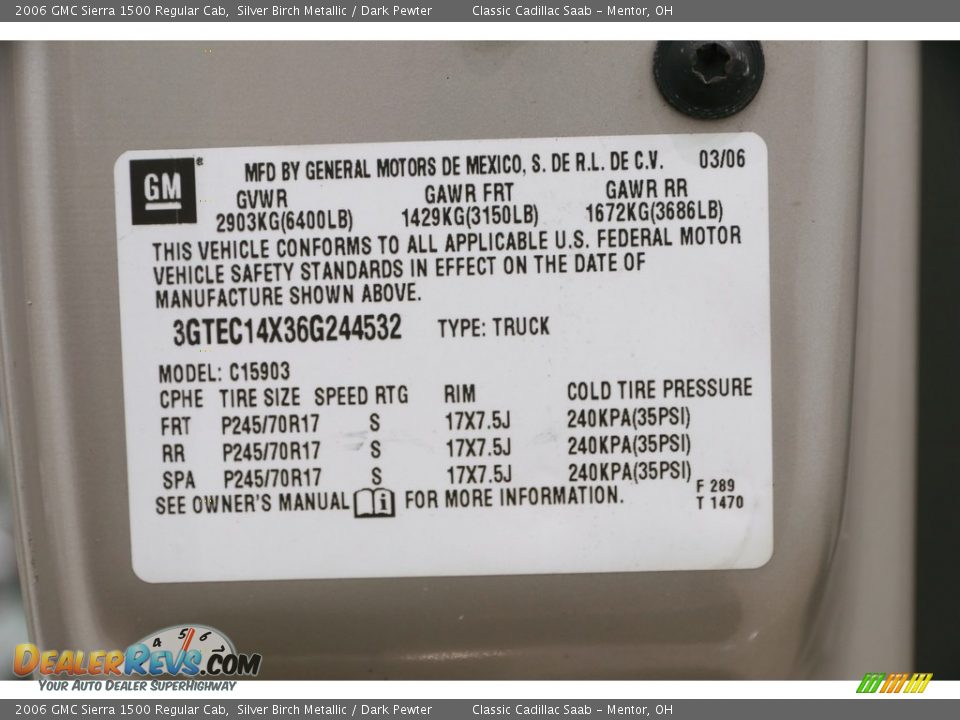 2006 GMC Sierra 1500 Regular Cab, Silver Birch Metallic / Dark Pewter Classic Cadillac Saab – Mentor, OH
GM®
MFD BY GENERAL MOTORS DE MEXICO, S. DE R.L. DE C.V. 03/06
GVWR GAWR FRT GAWR RR
2903KG(6400LB) 1429KG(3150LB) 1672KG(3686LB)
THIS VEHICLE CONFORMS TO ALL APPLICABLE U.S. FEDERAL MOTOR
VEHICLE SAFETY STANDARDS IN EFFECT ON THE DATE OF
MANUFACTURE SHOWN ABOVE.
3GTEC14X36G244532 TYPE: TRUCK
MODEL: C15903
CPHE TIRE SIZE SPEED RTG RIM COLD TIRE PRESSURE
FRT P245/70R17 S 17X7.5J 240KPA(35PSI)
RR P245/70R17 S 17X7.5J 240KPA(35PSI)
SPA P245/70R17 S 17X7.5J 240KPA(35PSI)
F 289
SEE OWNER'S MANUAL i FOR MORE INFORMATION.
T 1470
4 5 6 7
DEALERREVS.COM
YOUR AUTO DEALER SUPERHIGHWAY
2006 GMC Sierra 1500 Regular Cab, Silver Birch Metallic / Dark Pewter Classic Cadillac Saab – Mentor, OH